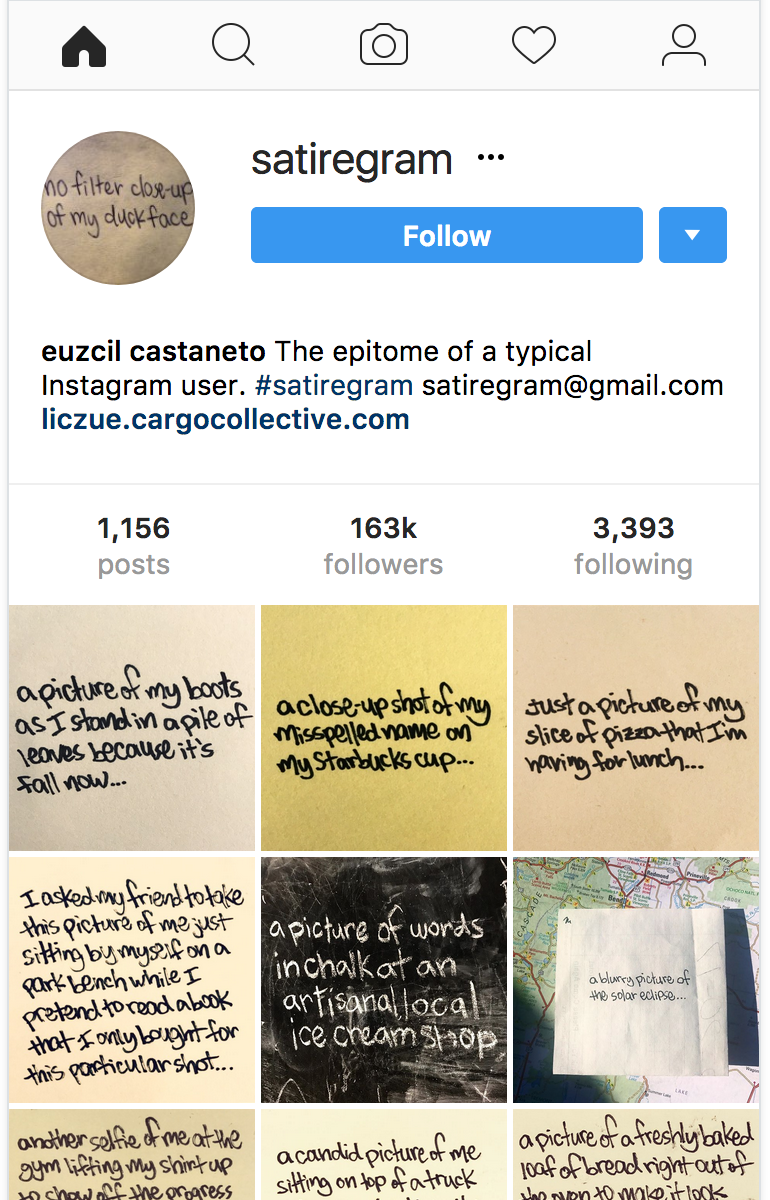 no filter close-up
of my duckface
satiregram ...
Follow
euzcil castaneto The epitome of a typical
Instagram user. #satiregram satiregram@gmail.com
liczue.cargocollective.com
1,156
posts
163k
followers
3,393
following
a picture of my boots
as I stand in a pile of
leaves because it's
fall now...
a close-up shot of my
misspelled name on
my Starbucks cup...
Just a picture of my
slice of pizza that I'm
having for lunch...
I asked my friend to take
this picture of me just
sitting by myself on a
park bench while I
pretend to read a book
that I only bought for
this particular shot...
a picture of words
in chalk at an
artisanal, local
ice cream shop
Redmond
Prineville
CASCADE
a blurry picture of
the solar eclipse...
LAKE
another selfie of me at the
gym lifting my shirt up
to show off the progress
a candid picture of me
sitting on top of a truck
a picture of a freshly baked
loaf of bread right out of
the oven to make it look